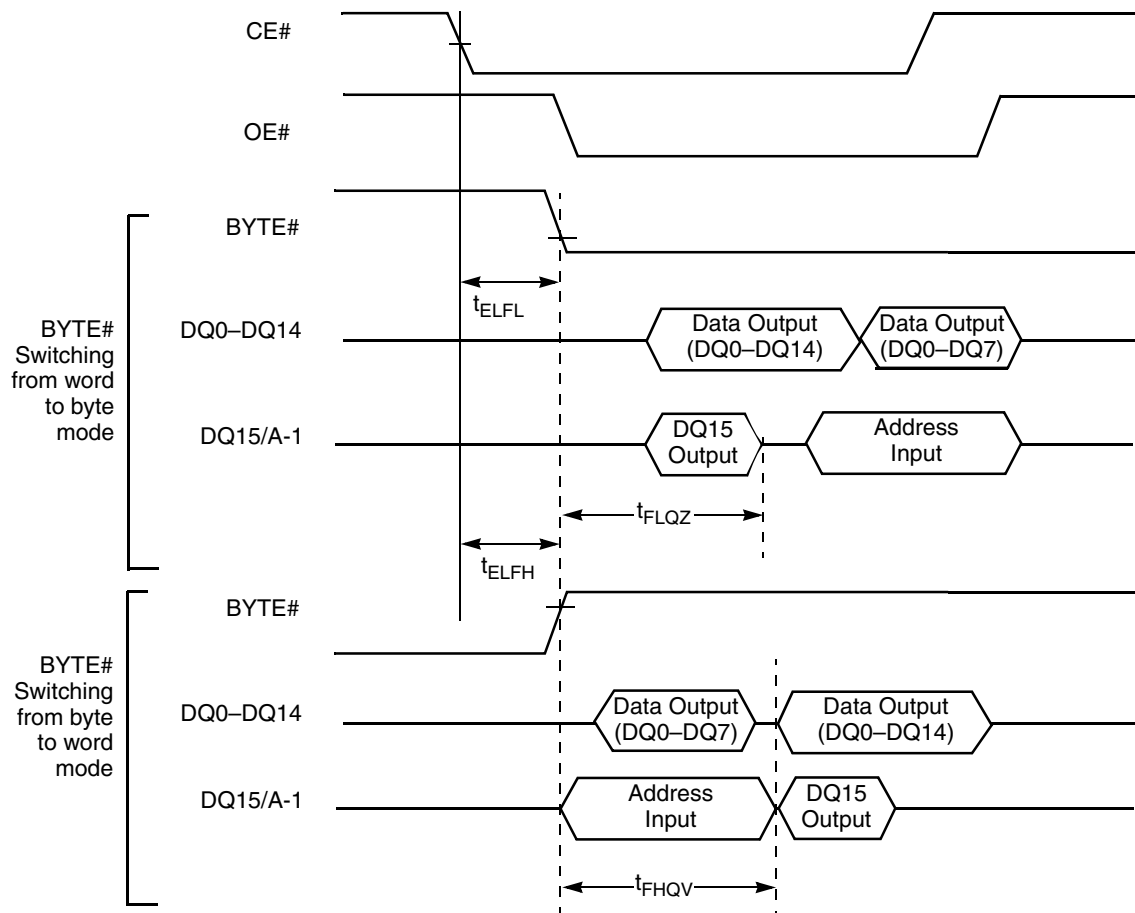 CE#
OE#
BYTE#
Switching
from word
to byte
mode
BYTE#
tELFL
DQ0–DQ14
Data Output
(DQ0–DQ14)
Data Output
(DQ0–DQ7)
DQ15/A-1
DQ15
Output
Address
Input
tFLQZ
tELFH
BYTE#
Switching
from byte
to word
mode
BYTE#
DQ0–DQ14
Data Output
(DQ0–DQ7)
Data Output
(DQ0–DQ14)
DQ15/A-1
Address
Input
DQ15
Output
tFHQV